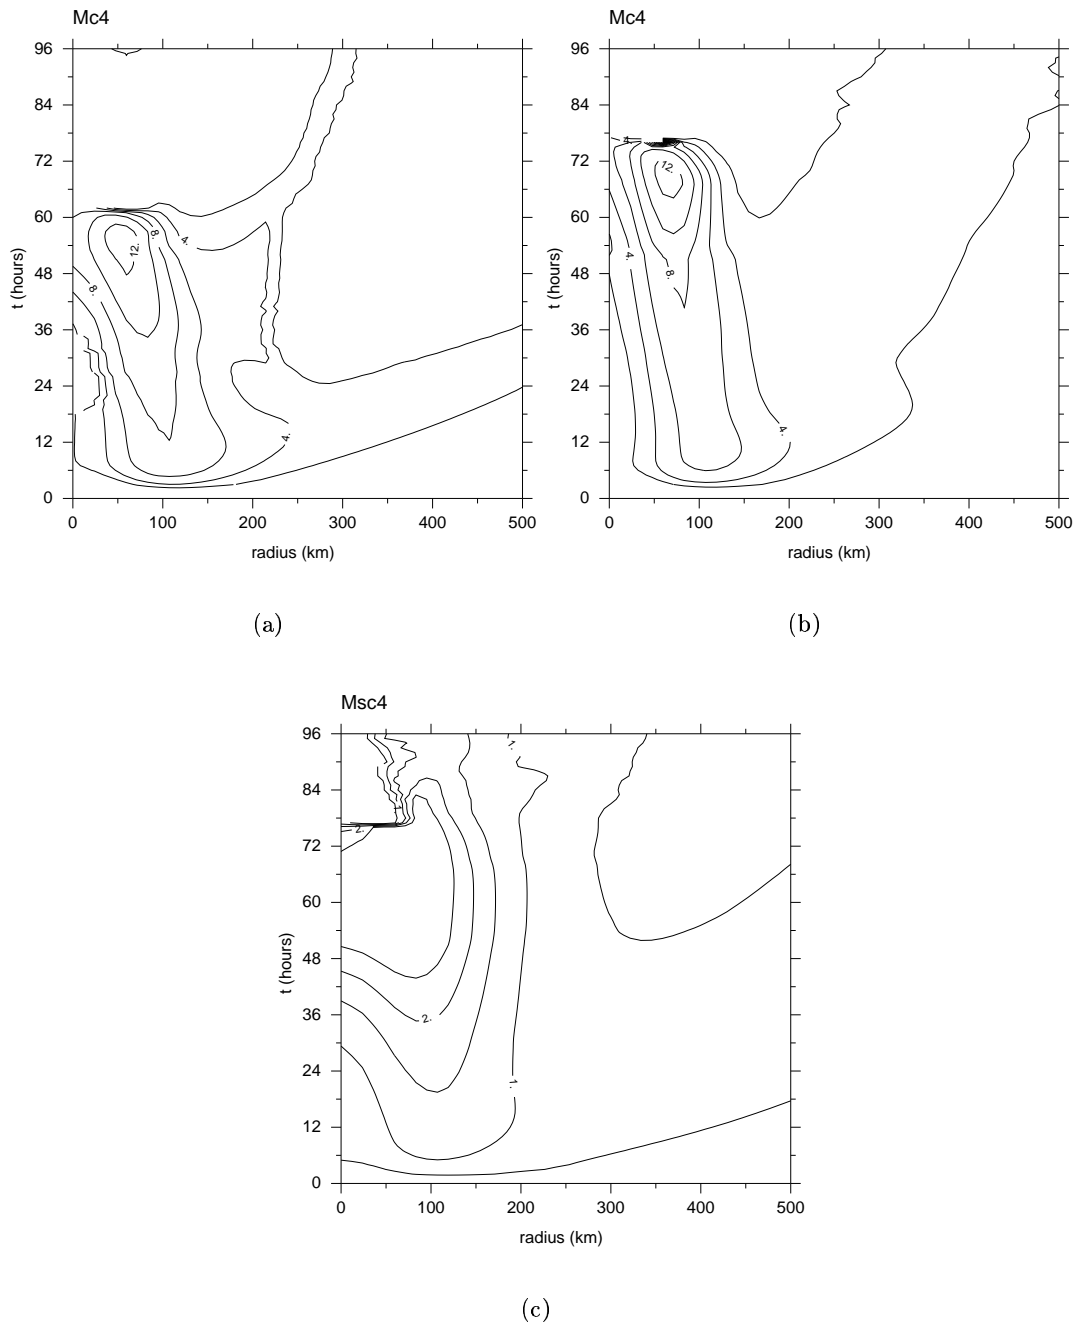 Mc4
Mc4
96 96
84 84
72 72
60 60
48 48
36 36
24 24
12 12
0 0
t (hours) t (hours)
12. 8. 4. 8. 4.
4. 12. 4. 8. 4.
0 100 200 300 400 500 0 100 200 300 400 500
radius (km) radius (km)
(a) (b)
Msc4
96
84
72
60
48
36
24
12
0
t (hours)
1. 1. 2. 2. 1.
0 100 200 300 400 500
radius (km)
(c)